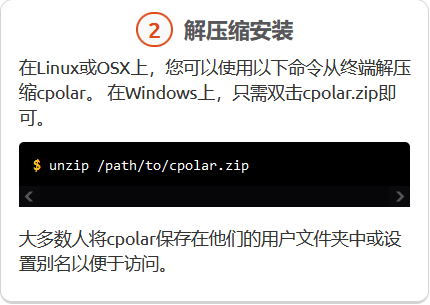 2 解压缩安装
在Linux或OSX上，您可以使用以下命令从终端解压
缩cpolar。 在Windows上，只需双击cpolar.zip即
可。
$ unzip /path/to/cpolar.zip
大多数人将cpolar保存在他们的用户文件夹中或设
置别名以便于访问。